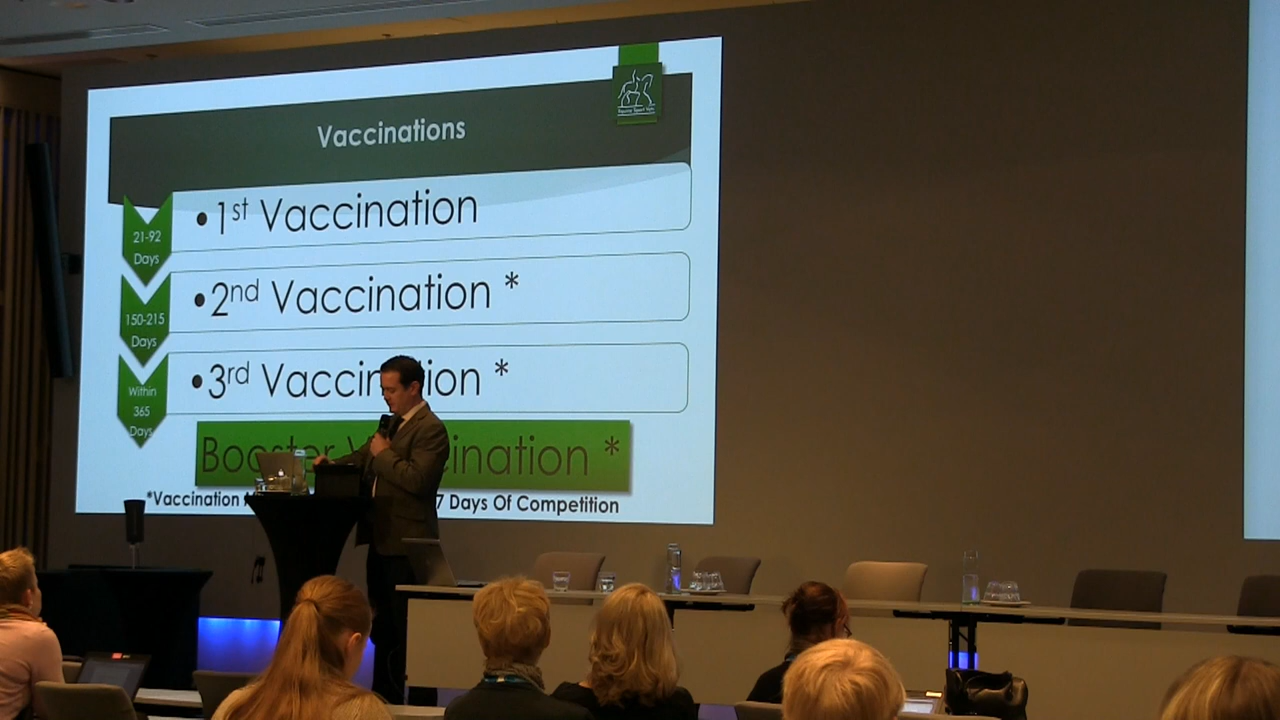 Vaccinations
21-92
Days
• 1st Vaccination
150-215
Days
• 2nd Vaccination *
Within
365
Days
• 3rd Vaccination *
Booster Vaccination *
*Vaccination 7 Days Of Competition